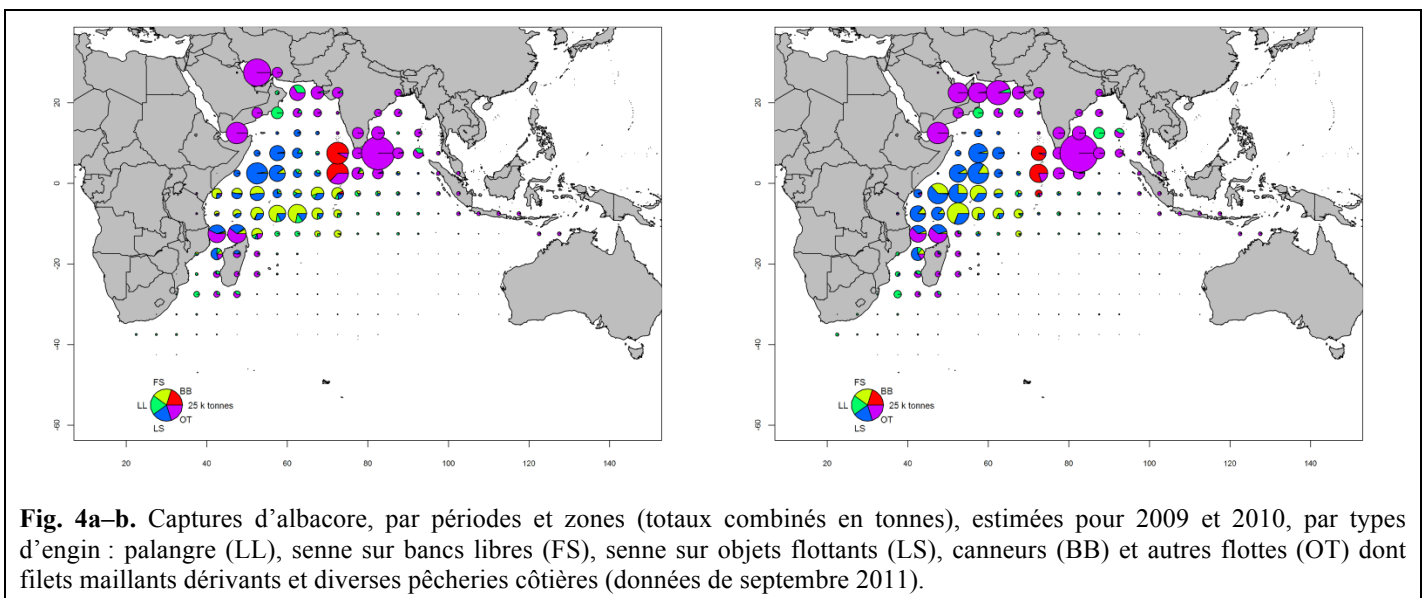 20
0
-20
-40
-60
FS
BB
LL
25 k tonnes
LS
OT
20
40
60
80
100
120
140
20
0
-20
-40
-60
FS
BB
LL
25 k tonnes
LS
OT
20
40
60
80
100
120
140
Fig. 4a–b. Captures d'albacore, par périodes et zones (totaux combinés en tonnes), estimées pour 2009 et 2010, par types
d'engin : palangre (LL), senne sur bancs libres (FS), senne sur objets flottants (LS), canneurs (BB) et autres flottes (OT) dont
filets maillants dérivants et diverses pêcheries côtières (données de septembre 2011).